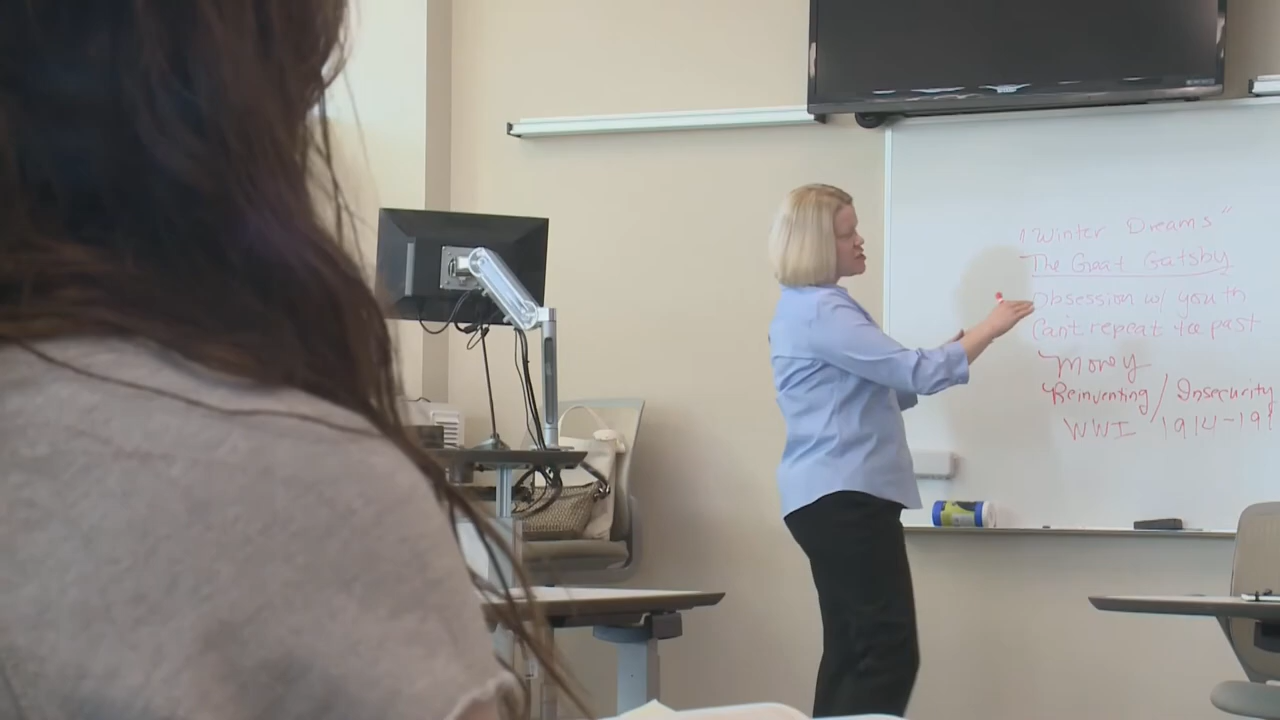 "Winter Dreams"
The Great Gatsby
Obsession w/ youth
Can't repeat the past
Money
Reinventing / Insecurity
WWI 1914-191